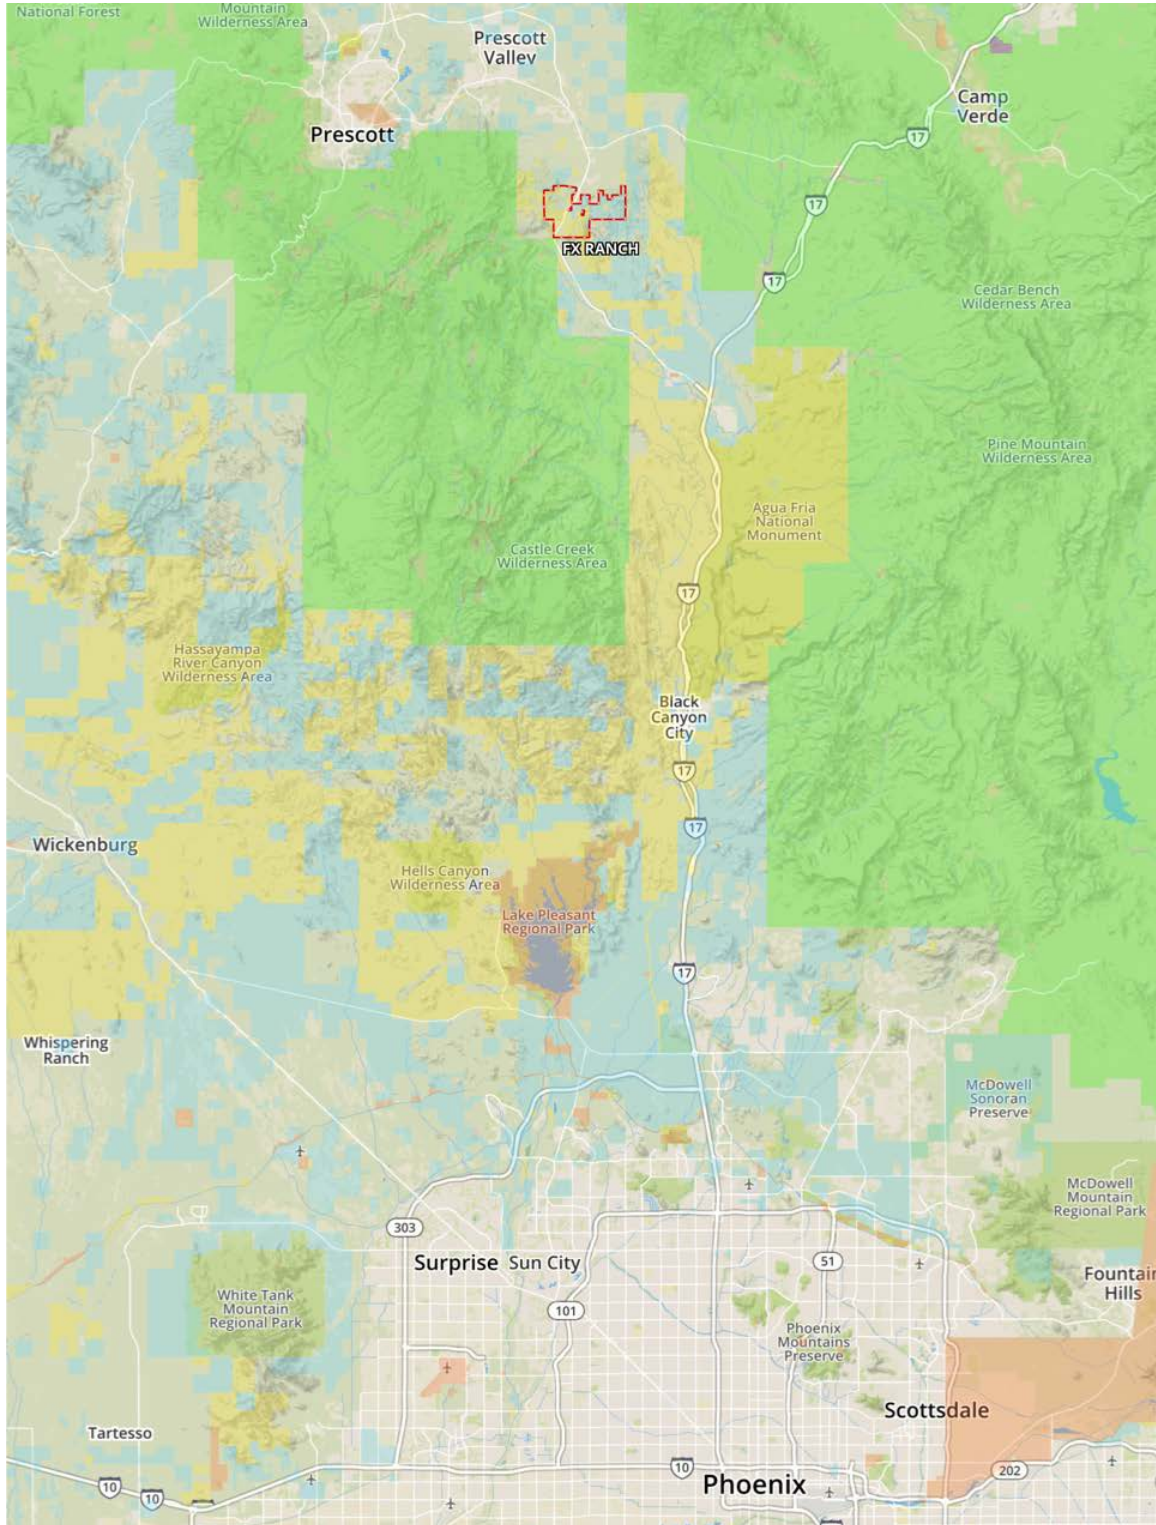 National Forest
Mountain
Wilderness Area
Prescott
Valley
Camp
Verde
Prescott
17
17
FX RANCH
17
Cedar Bench
Wilderness Area
Pine Mountain
Wilderness Area
Agua Fria
National
Monument
Castle Creek
Wilderness Area
17
Hassayampa
River Canyon
Wilderness Area
Black
Canyon
City
17
17
Wickenburg
Hells Canyon
Wilderness Area
Lake Pleasant
Regional Park
17
Whispering
Ranch
McDowell
Sonoran
Preserve
McDowell
Mountain
Regional Park
303
Surprise
Sun City
51
Fountain
Hills
White Tank
Mountain
Regional Park
101
Phoenix
Mountains
Preserve
Scottsdale
Tartesso
10
10
10
Phoenix
202